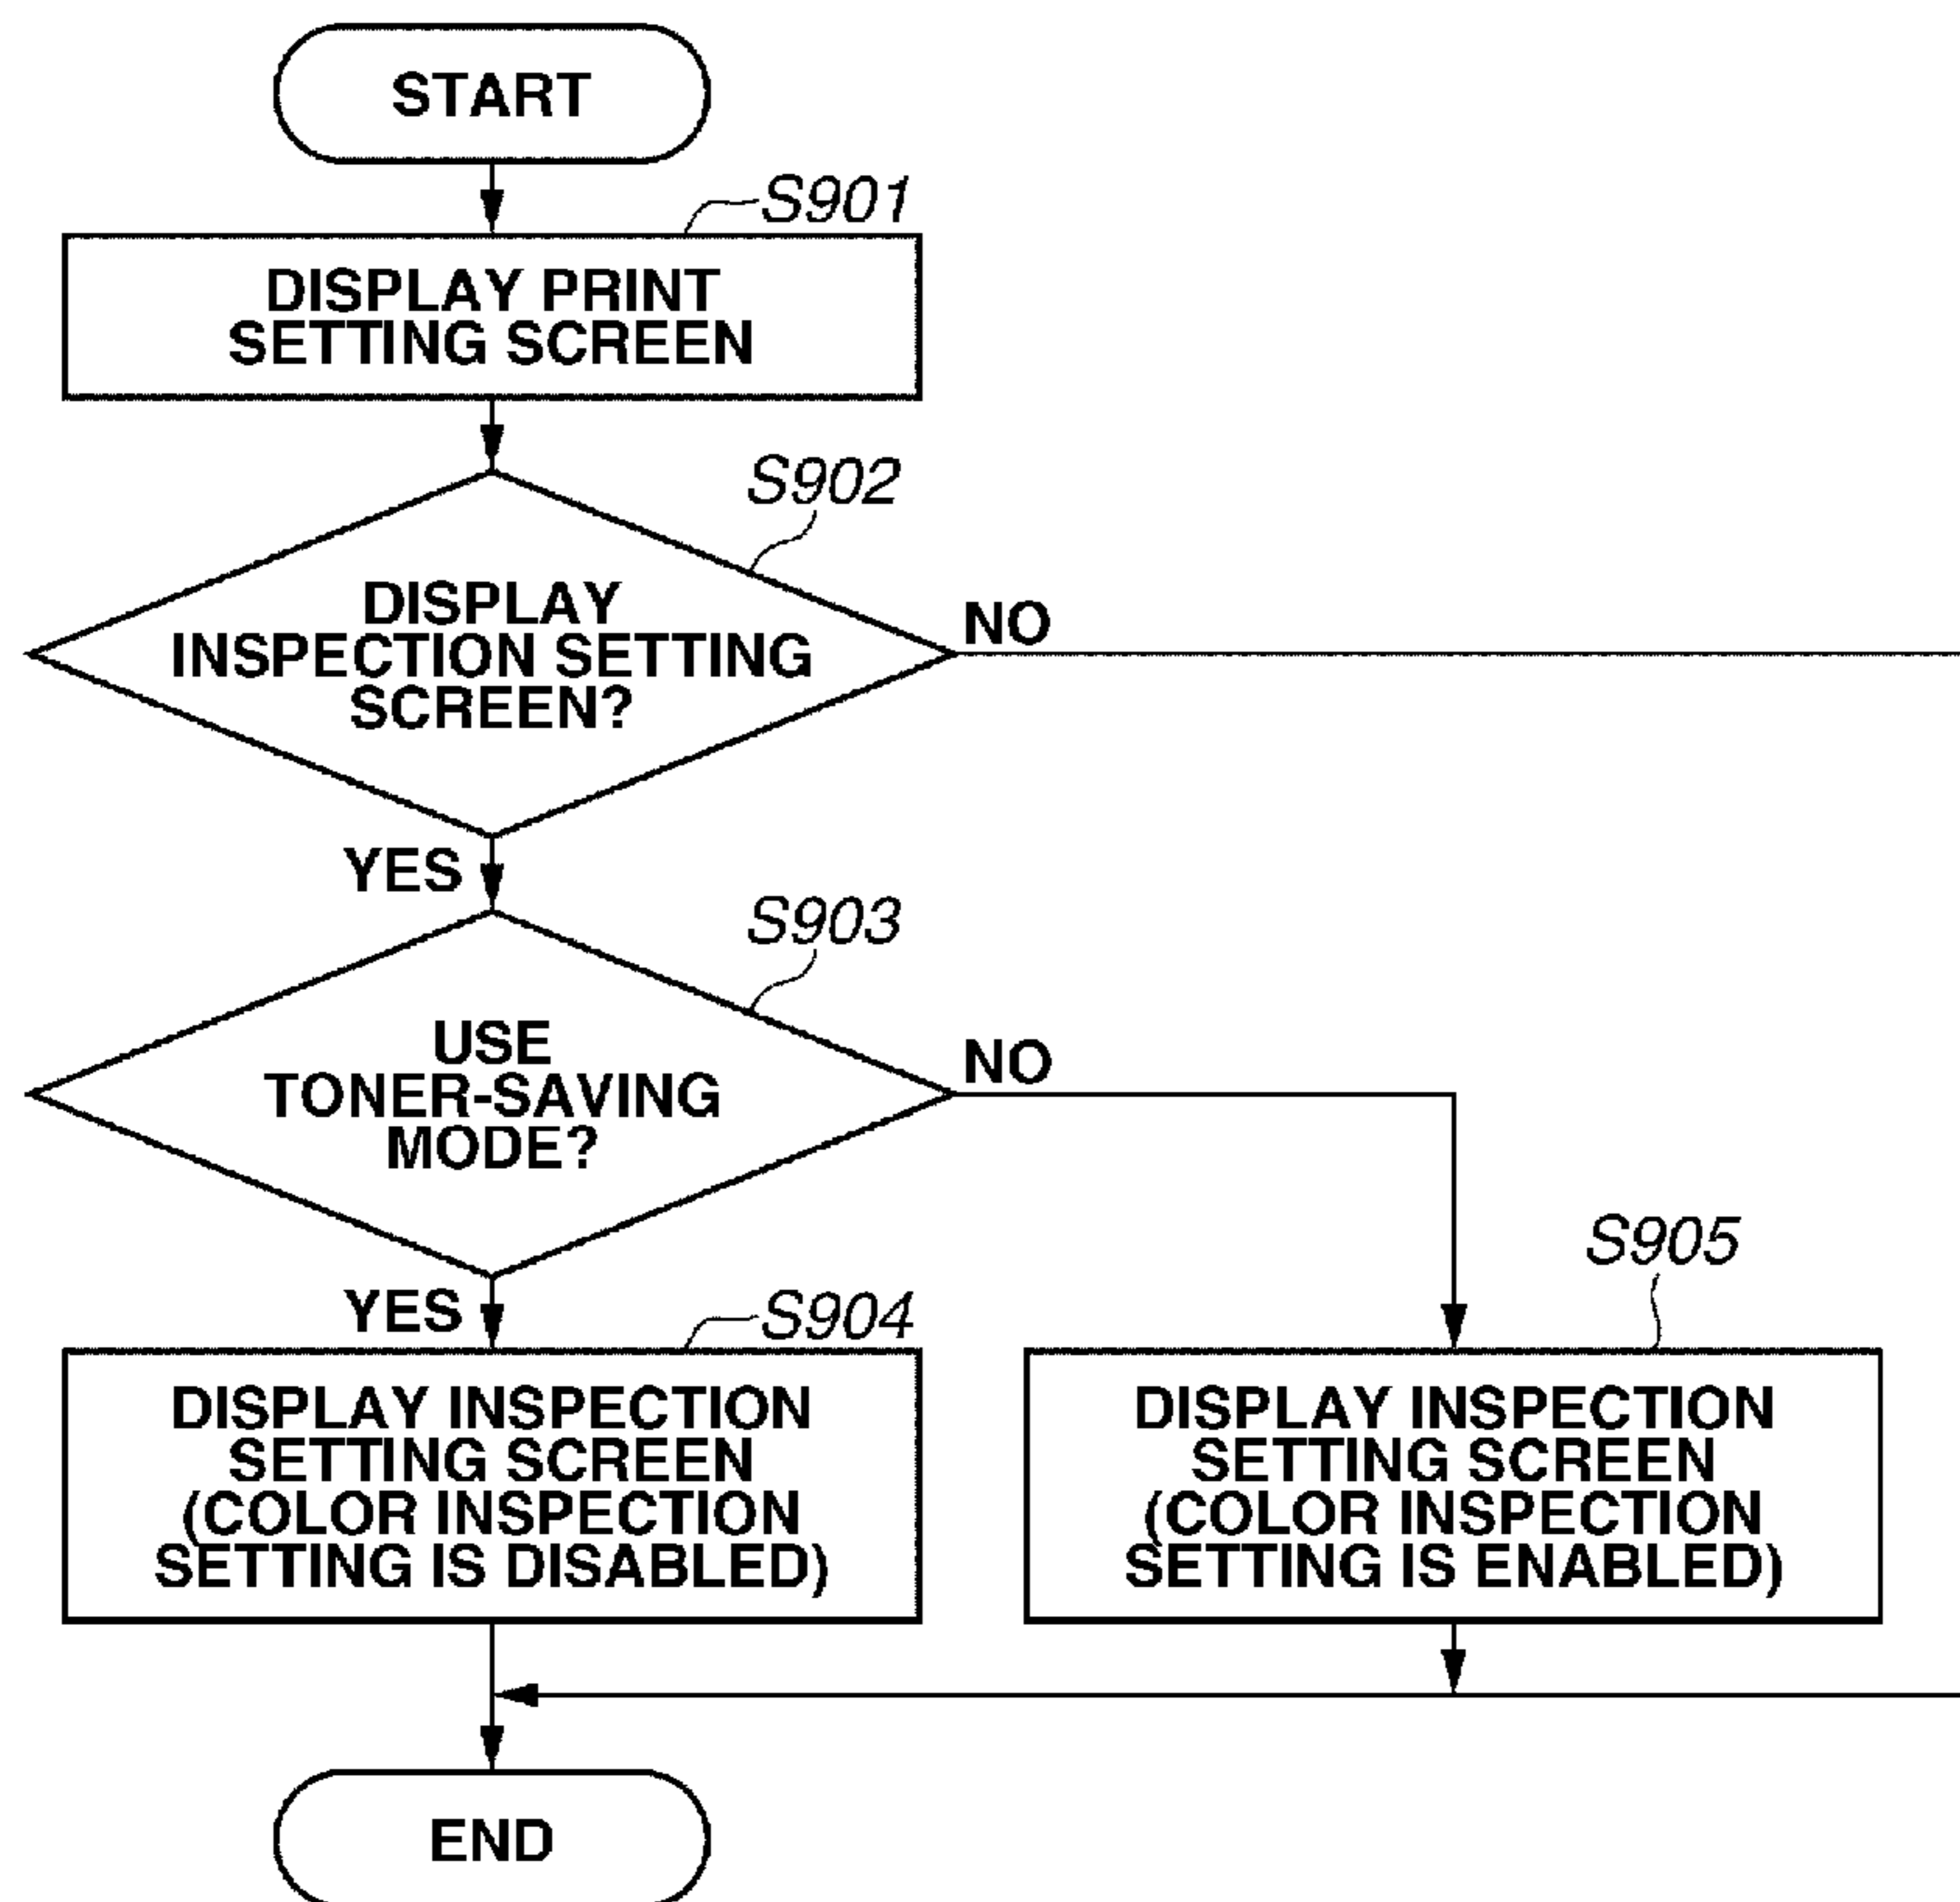 START
S901
DISPLAY PRINT
SETTING SCREEN
S902
DISPLAY
INSPECTION SETTING
SCREEN?
NO
YES
S903
USE
TONER-SAVING
MODE?
NO
YES
S904
DISPLAY INSPECTION
SETTING SCREEN
(COLOR INSPECTION
SETTING IS DISABLED)
S905
DISPLAY INSPECTION
SETTING SCREEN
(COLOR INSPECTION
SETTING IS ENABLED)
END